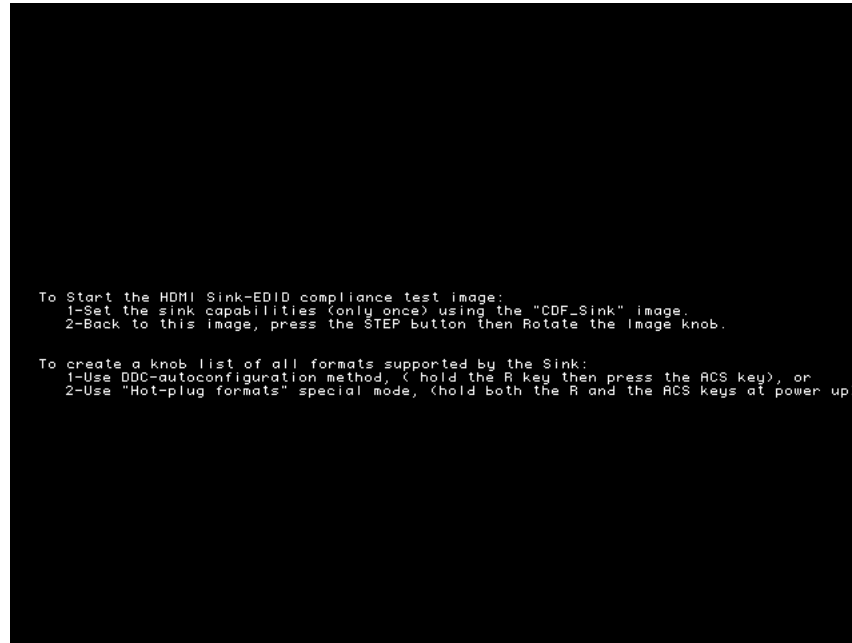 To Start the HDMI Sink-EDID compliance test image:
1-Set the sink capabilities (only once) using the "CDF_Sink" image.
2-Back to this image, press the STEP button then Rotate the Image knob.
To create a knob list of all formats supported by the Sink:
1-Use DDC-autoconfiguration method, ( hold the R key then press the ACS key), or
2-Use "Hot-plug formats" special mode, (hold both the R and the ACS keys at power up